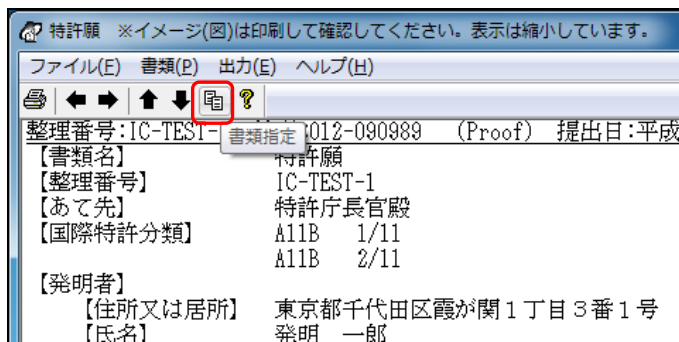 特許願　※イメージ(図)は印刷して確認してください。表示は縮小しています。
ファイル(F)　書類(P)　出力(E)　ヘルプ(H)
整理番号:IC-TEST- 012-090989　(Proof)　提出日:平成
書類指定
【書類名】　特許願
【整理番号】　IC-TEST-1
【あて先】　特許庁長官殿
【国際特許分類】　A11B　1/11
A11B　2/11
【発明者】
【住所又は居所】　東京都千代田区霞が関１丁目３番１号
【氏名】　発明　一郎